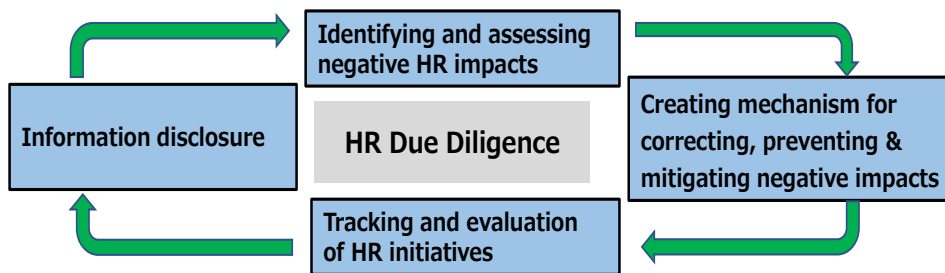 Identifying and assessing
negative HR impacts
Creating mechanism for
correcting, preventing &
mitigating negative impacts
Information disclosure
HR Due Diligence
Tracking and evaluation
of HR initiatives